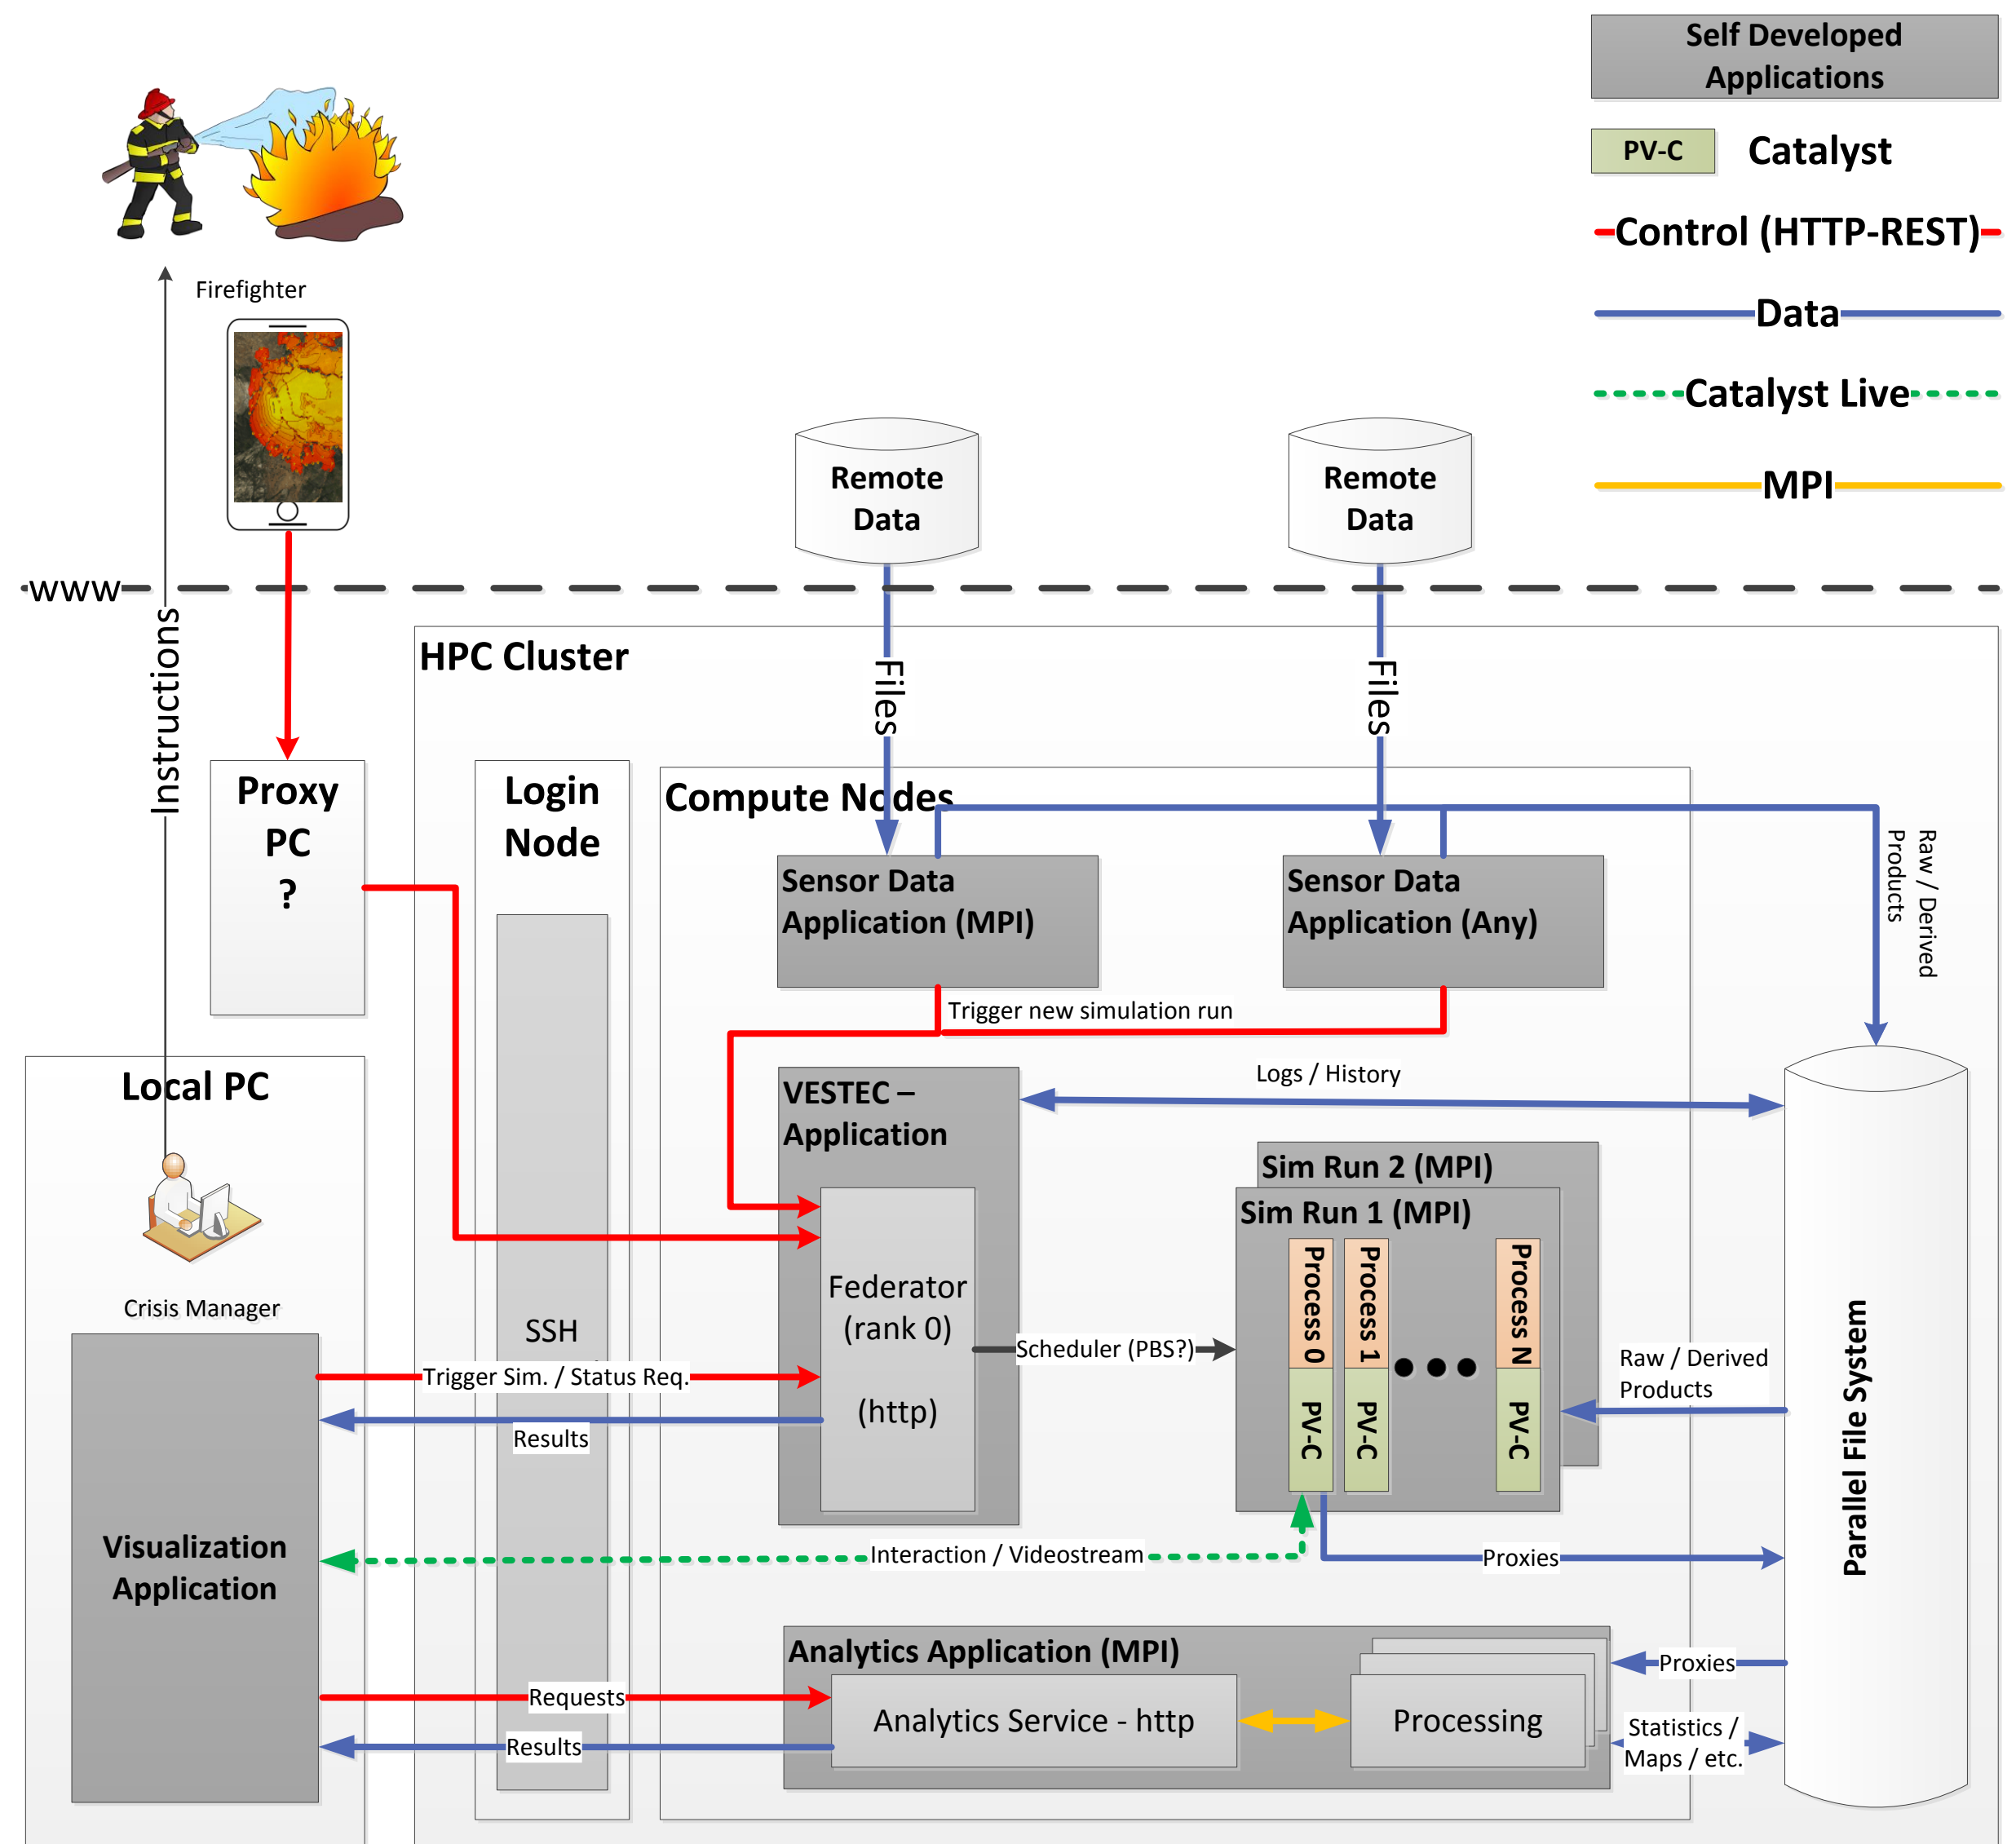 Self Developed
Applications
PV-C
Catalyst
Control (HTTP-REST)
Data
Catalyst Live
MPI
Firefighter
Remote
Data
Remote
Data
www
Instructions
HPC Cluster
Files
Files
Proxy
PC
?
Login
Node
Compute Nodes
Raw / Derived
Products
Sensor Data
Application (MPI)
Sensor Data
Application (Any)
Trigger new simulation run
Local PC
Logs / History
VESTEC –
Application
Sim Run 2 (MPI)
Sim Run 1 (MPI)
Process 0
Process 1
Process N
PV-C
PV-C
PV-C
Crisis Manager
Federator
(rank 0)
(http)
SSH
Scheduler (PBS?)
Trigger Sim. / Status Req.
Results
Raw / Derived
Products
Parallel File System
Visualization
Application
Interaction / Videostream
Proxies
Analytics Application (MPI)
Proxies
Requests
Analytics Service - http
Processing
Results
Statistics /
Maps / etc.